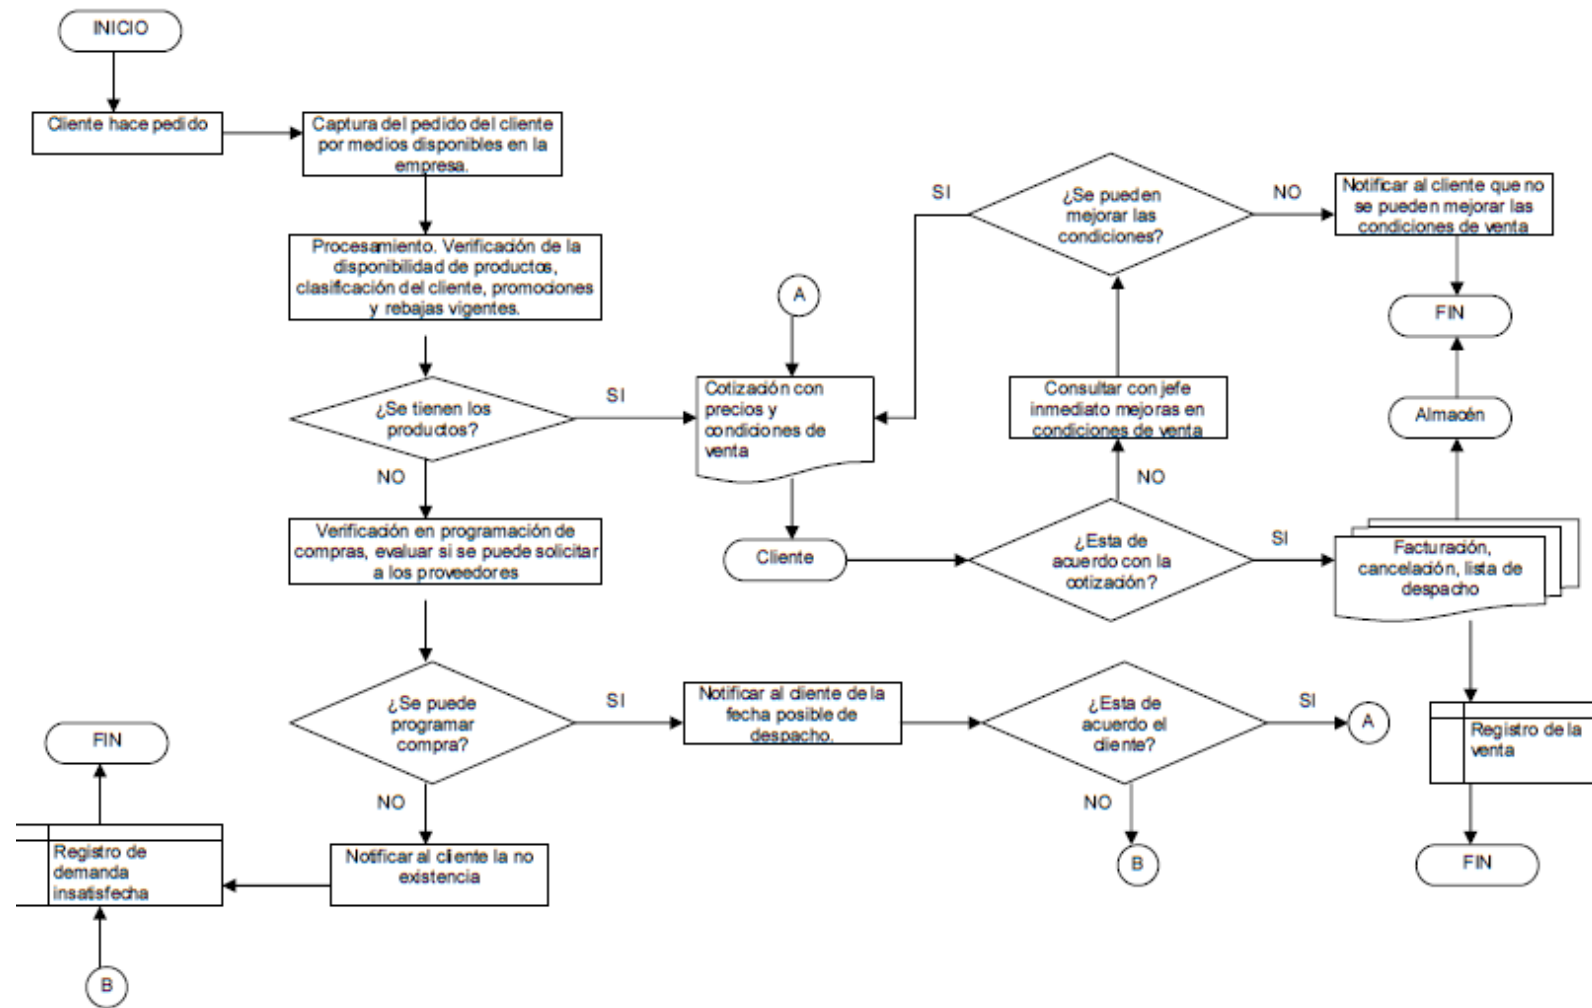 INICIO
Cliente hace pedido
Captura del pedido del cliente
por medios disponibles en la
empresa.
Procesamiento. Verificación de la
disponibilidad de productos,
clasificación del cliente, promociones
y rebajas vigentes.
¿Se tienen los
productos?
SI
NO
A
Cotización con
precios y
condiciones de
venta
Cliente
SI
¿Se pueden
mejorar las
condiciones?
NO
Notificar al cliente que no
se pueden mejorar las
condiciones de venta
FIN
Consultar con jefe
inmediato mejoras en
condiciones de venta
NO
Almacén
¿Esta de
acuerdo con la
cotización?
SI
Facturación,
cancelación, lista de
despacho
Verificación en programación de
compras, evaluar si se puede solicitar
a los proveedores
¿Se puede
programar
compra?
SI
NO
Notificar al cliente de la
fecha posible de
despacho.
¿Esta de
acuerdo el
cliente?
SI
A
NO
B
Registro de la
venta
FIN
FIN
Registro de
demanda
insatisfecha
Notificar al cliente la no
existencia
B